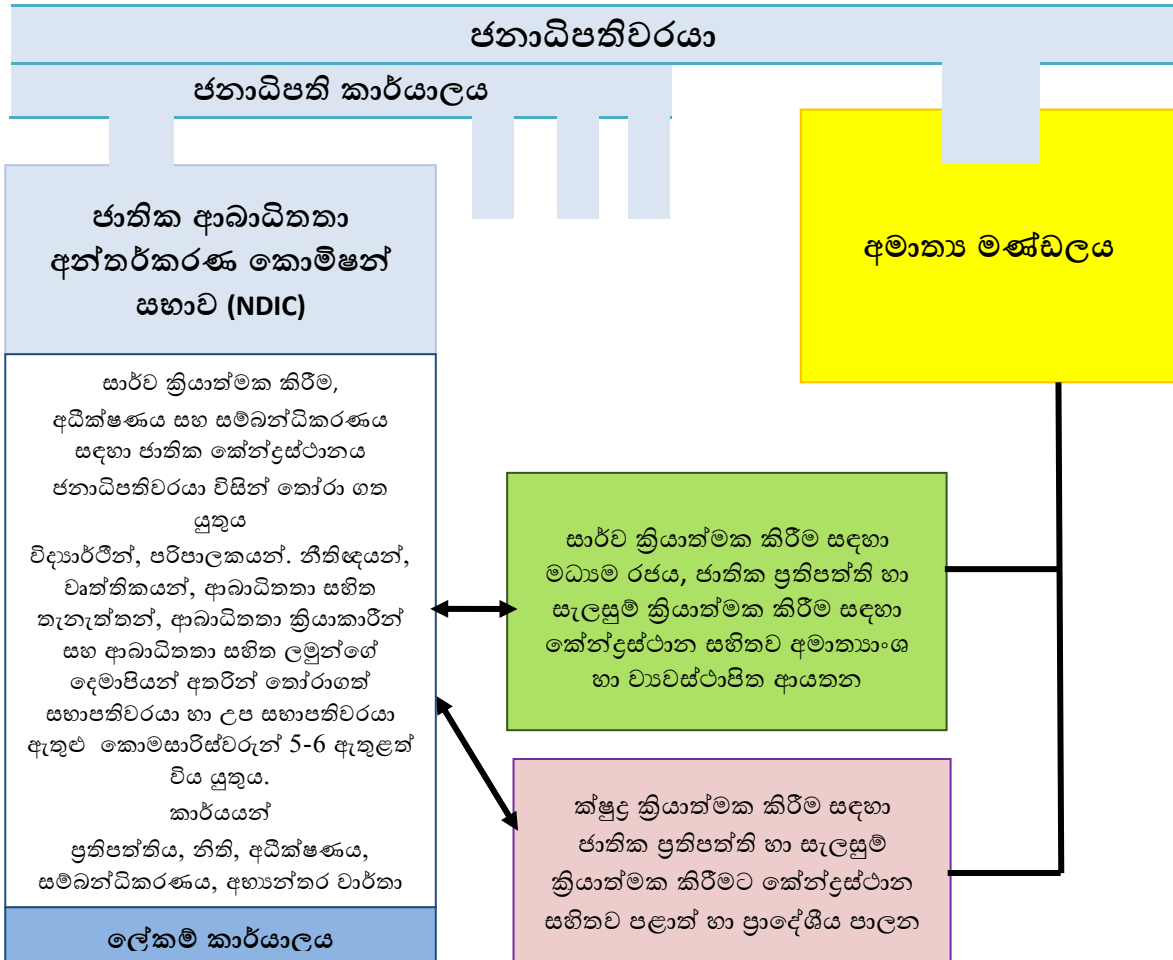 ජනාධිපතිවරයා
ජනාධිපති කාර්යාලය
ජාතික ආබාධිතතා
අන්තර්කරණ කොමිෂන්
සභාව (NDIC)
අමාත්‍ය මණ්ඩලය
සාර්ව ක්‍රියාත්මක කිරීම,
අධීක්ෂණය සහ සම්බන්ධිකරණය
සඳහා ජාතික කේන්ද්‍රස්ථානය
ජනාධිපතිවරයා විසින් තෝරා ගත
යුතුය
විද්‍යාර්ථීන්, පරිපාලකයන්. නීතිඥයන්,
වෘත්තිකයන්, ආබාධිතතා සහිත
තැනැත්තන්, ආබාධිතතා ක්‍රියාකාරීන්
සහ ආබාධිතතා සහිත ලමුන්ගේ
දෙමාපියන් අතරින් තෝරාගත්
සභාපතිවරයා හා උප සභාපතිවරයා
ඇතුළු කොමසාරිස්වරුන් 5-6 ඇතුළත්
විය යුතුය.
කාර්යයන්
ප්‍රතිපත්තිය, නිති, අධීක්ෂණය,
සම්බන්ධිකරණය, අභ්‍යන්තර වාර්තා
ලේකම් කාර්යාලය
සාර්ව ක්‍රියාත්මක කිරීම සඳහා
මධ්‍යම රජය, ජාතික ප්‍රතිපත්ති හා
සැලසුම් ක්‍රියාත්මක කිරීම සඳහා
කේන්ද්‍රස්ථාන සහිතව අමාත්‍යාංශ
හා ව්‍යවස්ථාපිත ආයතන
ක්ෂුද්‍ර ක්‍රියාත්මක කිරීම සඳහා
ජාතික ප්‍රතිපත්ති හා සැලසුම්
ක්‍රියාත්මක කිරීමට කේන්ද්‍රස්ථාන
සහිතව පළාත් හා ප්‍රාදේශීය පාලන